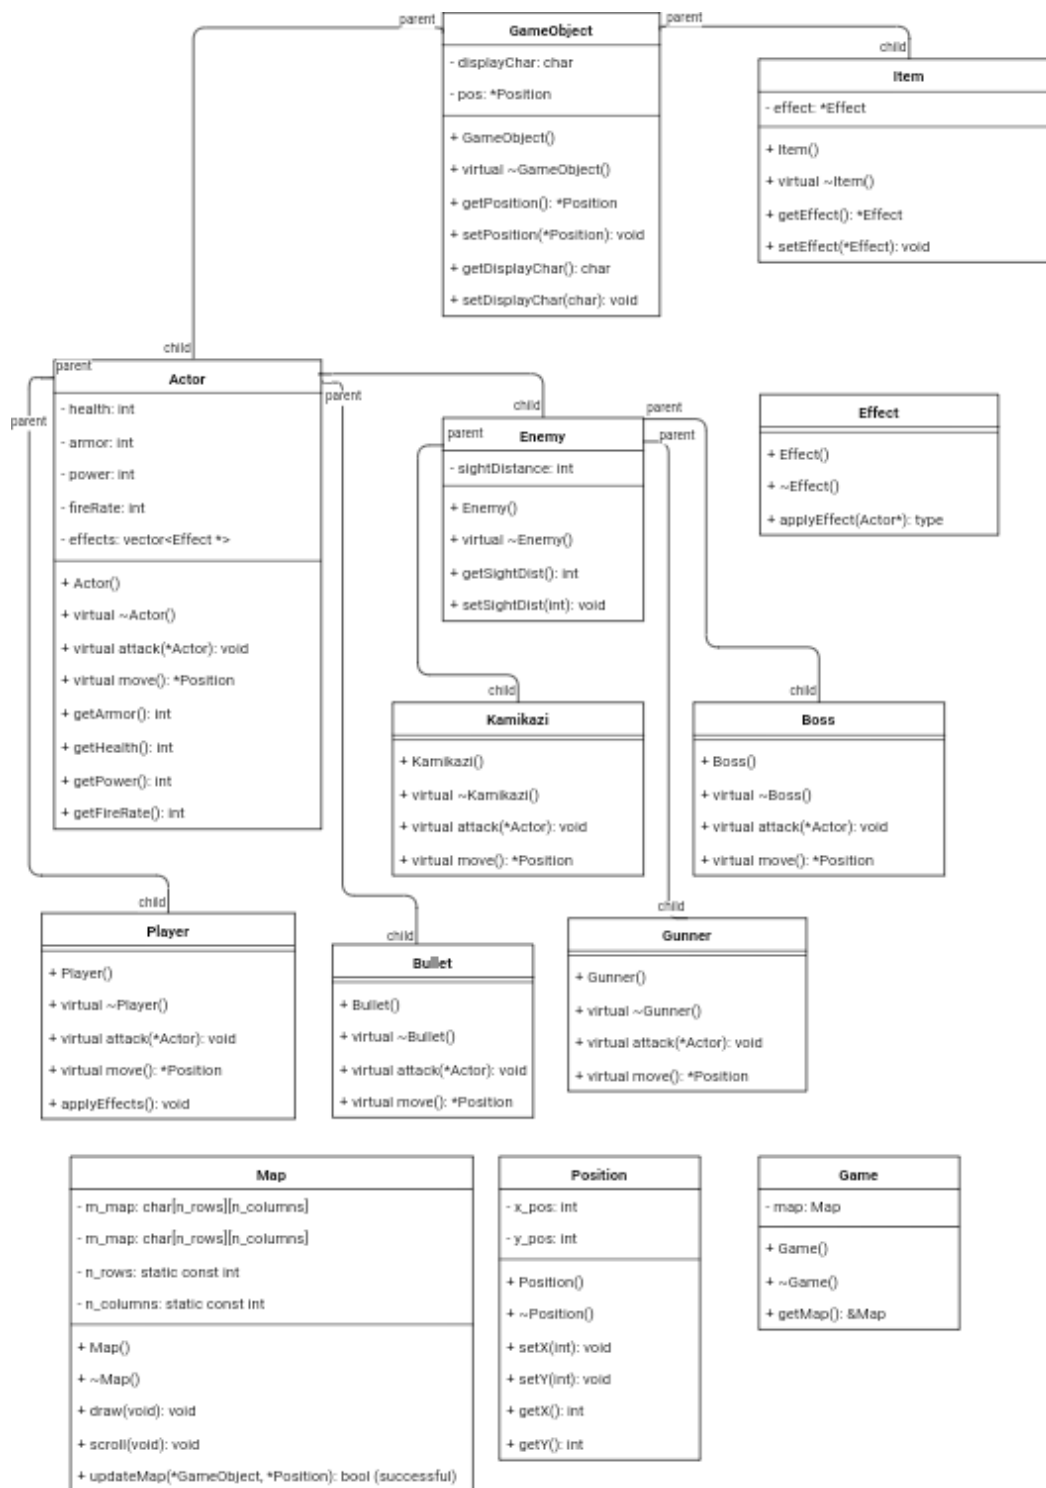 parent
GameObject
- displayChar: char
- pos: *Position
+ GameObject()
+ virtual ~GameObject()
+ getPosition(): *Position
+ setPosition(*Position): void
+ getDisplayChar(): char
+ setDisplayChar(char): void
parent
child
Item
- effect: *Effect
+ Item()
+ virtual ~Item()
+ getEffect(): *Effect
+ setEffect(*Effect): void
child
parent
Actor
- health: int
- armor: int
- power: int
- fireRate: int
- effects: vector<Effect *>
+ Actor()
+ virtual ~Actor()
+ virtual attack(*Actor): void
+ virtual move(): *Position
+ getArmor(): int
+ getHealth(): int
+ getPower(): int
+ getFireRate(): int
parent
parent
child
parent
Enemy
- sightDistance: int
+ Enemy()
+ virtual ~Enemy()
+ getSightDist(): int
+ setSightDist(int): void
parent
parent
Effect
+ Effect()
+ ~Effect()
+ applyEffect(Actor*): type
child
Kamikazi
+ Kamikazi()
+ virtual ~Kamikazi()
+ virtual attack(*Actor): void
+ virtual move(): *Position
child
Boss
+ Boss()
+ virtual ~Boss()
+ virtual attack(*Actor): void
+ virtual move(): *Position
child
Player
+ Player()
+ virtual ~Player()
+ virtual attack(*Actor): void
+ virtual move(): *Position
+ applyEffects(): void
child
Bullet
+ Bullet()
+ virtual ~Bullet()
+ virtual attack(*Actor): void
+ virtual move(): *Position
child
Gunner
+ Gunner()
+ virtual ~Gunner()
+ virtual attack(*Actor): void
+ virtual move(): *Position
Map
- m_map: char[n_rows][n_columns]
- m_map: char[n_rows][n_columns]
- n_rows: static const int
- n_columns: static const int
+ Map()
+ ~Map()
+ draw(void): void
+ scroll(void): void
+ updateMap(*GameObject, *Position): bool (successful)
Position
- x_pos: int
- y_pos: int
+ Position()
+ ~Position()
+ setX(int): void
+ setY(int): void
+ getX(): int
+ getY(): int
Game
- map: Map
+ Game()
+ ~Game()
+ getMap(): &Map